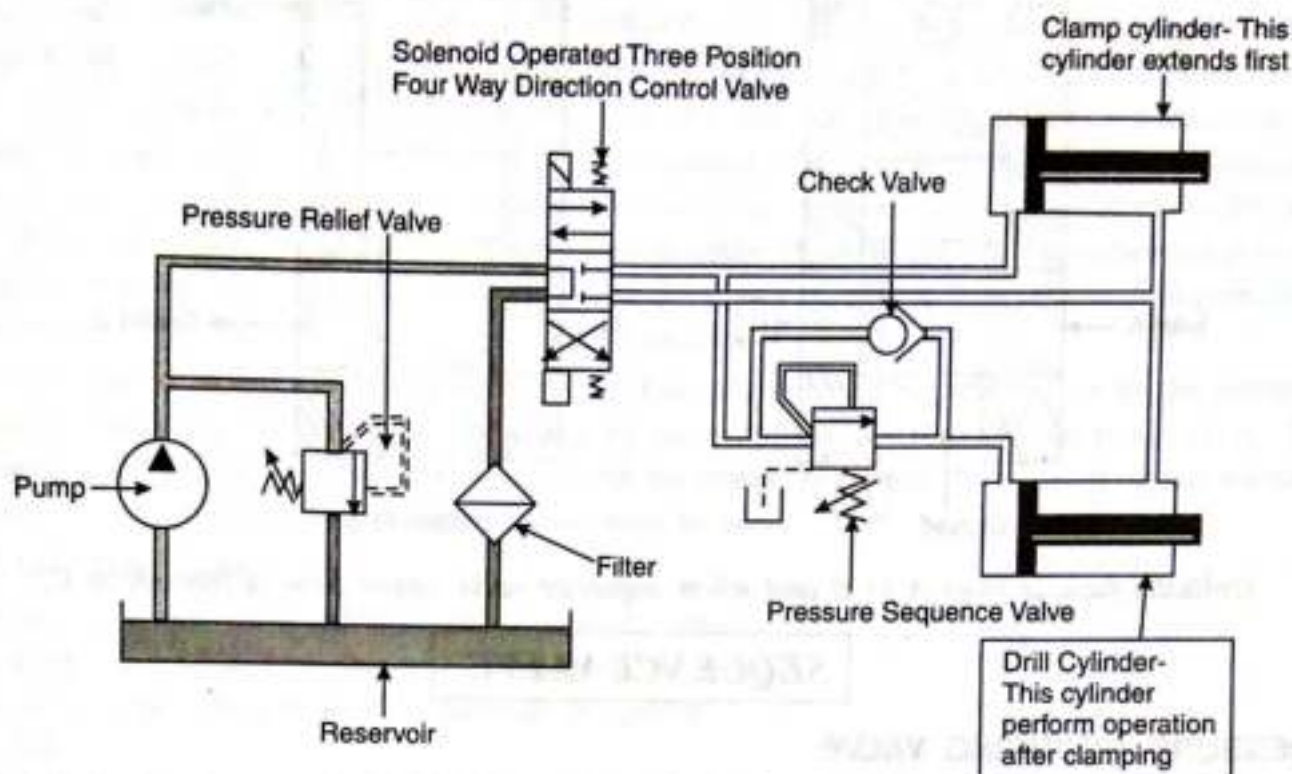 Clamp cylinder- This
cylinder extends first
Solenoid Operated Three Position
Four Way Direction Control Valve
Check Valve
Pressure Relief Valve
Pump
Filter
Pressure Sequence Valve
Drill Cylinder-
This cylinder
perform operation
after clamping
Reservoir